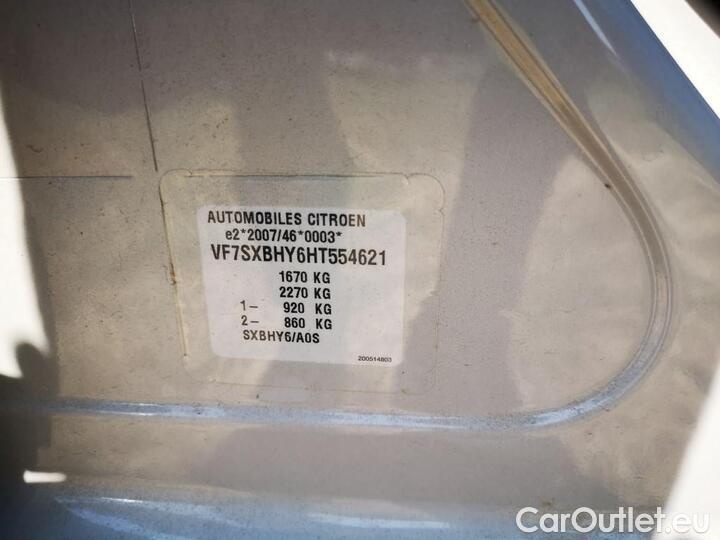 AUTOMOBILES CITROEN
e2*2007/46*0003*
VF7SXBHY6HT554621
1670 KG
2270 KG
1- 920 KG
2- 860 KG
SXBHY6/A0S
200514803
CarOutlet.eu